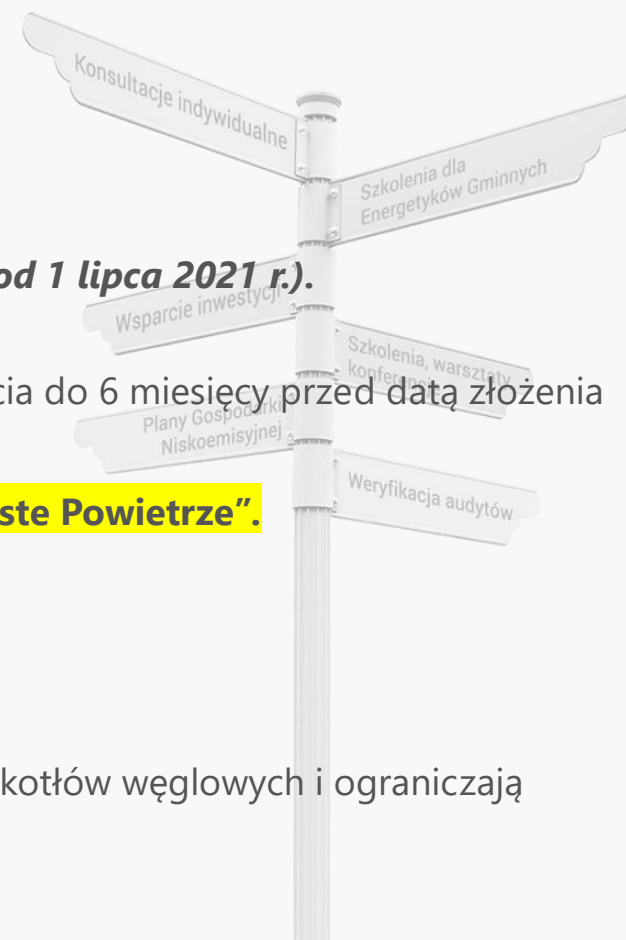 Konsultacje indywidualne
Szkolenia dla
Energetyków Gminnych
od 1 lipca 2021 r.).
Wsparcie inwestycji
Szkolenia, warsztaty
konferencje
cia do 6 miesięcy przed datą złożenia
Plany Gospodarki
Niskoemisyjnej
Weryfikacja audytów
ste Powietrze”.
kotłów węglowych i ograniczają